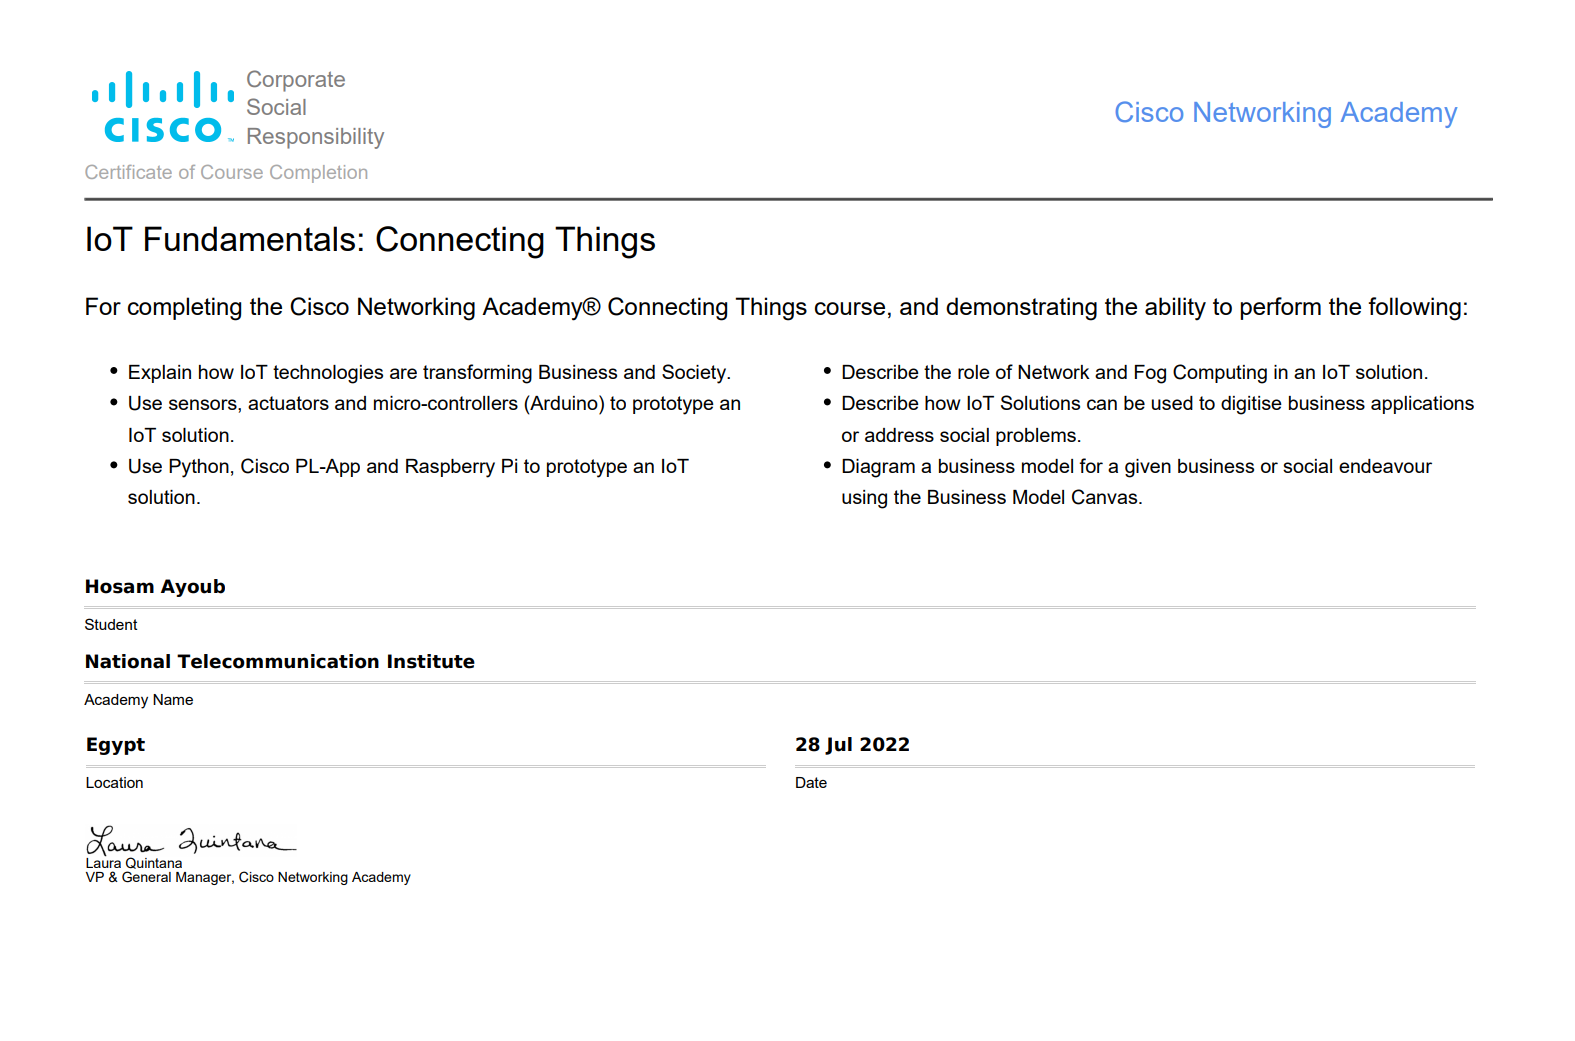 CISCO
Corporate
Social
Responsibility
Cisco Networking Academy
Certificate of Course Completion
IoT Fundamentals: Connecting Things
For completing the Cisco Networking Academy® Connecting Things course, and demonstrating the ability to perform the following:
• Explain how IoT technologies are transforming Business and Society.
• Use sensors, actuators and micro-controllers (Arduino) to prototype an
IoT solution.
• Use Python, Cisco PL-App and Raspberry Pi to prototype an IoT
solution.
• Describe the role of Network and Fog Computing in an IoT solution.
• Describe how IoT Solutions can be used to digitise business applications
or address social problems.
• Diagram a business model for a given business or social endeavour
using the Business Model Canvas.
Hosam Ayoub
Student
National Telecommunication Institute
Academy Name
Egypt
Location
28 Jul 2022
Date
Laura Quintana
Laura Quintana
VP & General Manager, Cisco Networking Academy